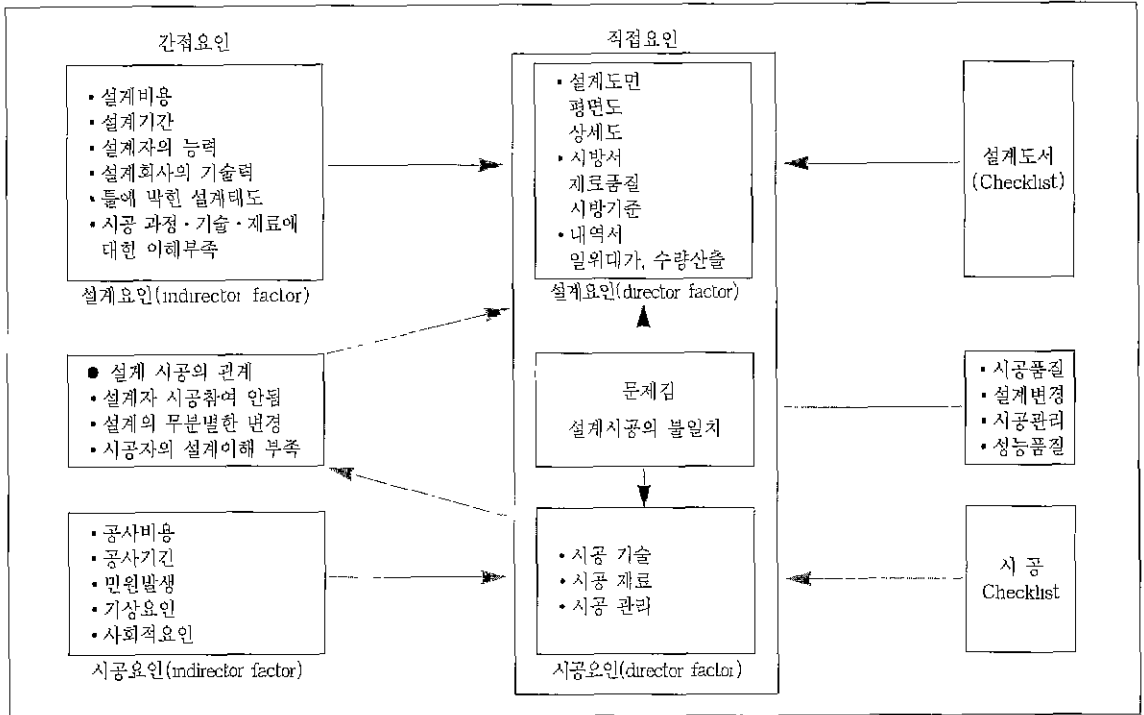 간접요인
• 설계비용
• 설계기간
• 설계자의 능력
• 설계회사의 기술력
• 틀에 막힌 설계태도
• 시공 과정·기술·재료에
대한 이해부족
설계요인(indirector factor)
● 설계 시공의 관계
• 설계자 시공참여 안됨
• 설계의 무분별한 변경
• 시공자의 설계이해 부족
• 공사비용
• 공사기간
• 민원발생
• 기상요인
• 사회적요인
시공요인(indirector factor)
직접요인
• 설계도면
평면도
상세도
• 시방서
재료품질
시방기준
• 내역서
일위대가, 수량산출
설계요인(director factor)
문제김
설계시공의 불일치
• 시공 기술
• 시공 재료
• 시공 관리
시공요인(director factor)
설계도서
(Checklist)
• 시공품질
• 설계변경
• 시공관리
• 성능품질
시 공
Checklist